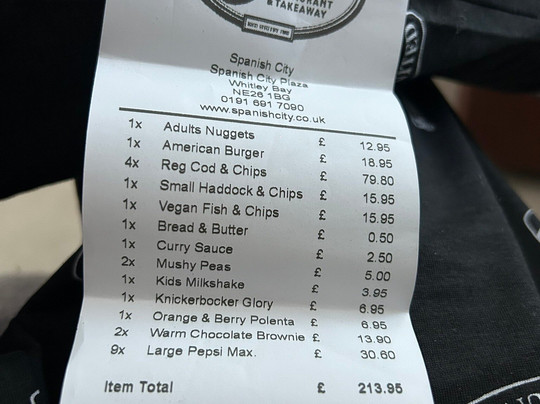 & TAKEAWAY
Spanish City
Spanish City Plaza
Whitley Bay
NE26 1BG
0191 691 7090
www.spanishcity.co.uk
1x Adults Nuggets £ 12.95
1x American Burger £ 18.95
4x Reg Cod & Chips £ 79.80
1x Small Haddock & Chips £ 15.95
1x Vegan Fish & Chips £ 15.95
1x Bread & Butter £ 0.50
1x Curry Sauce £ 2.50
2x Mushy Peas £ 5.00
1x Kids Milkshake £ 3.95
1x Knickerbocker Glory £ 6.95
1x Orange & Berry Polenta £ 6.95
2x Warm Chocolate Brownie £ 13.90
9x Large Pepsi Max. £ 30.60
Item Total £ 213.95